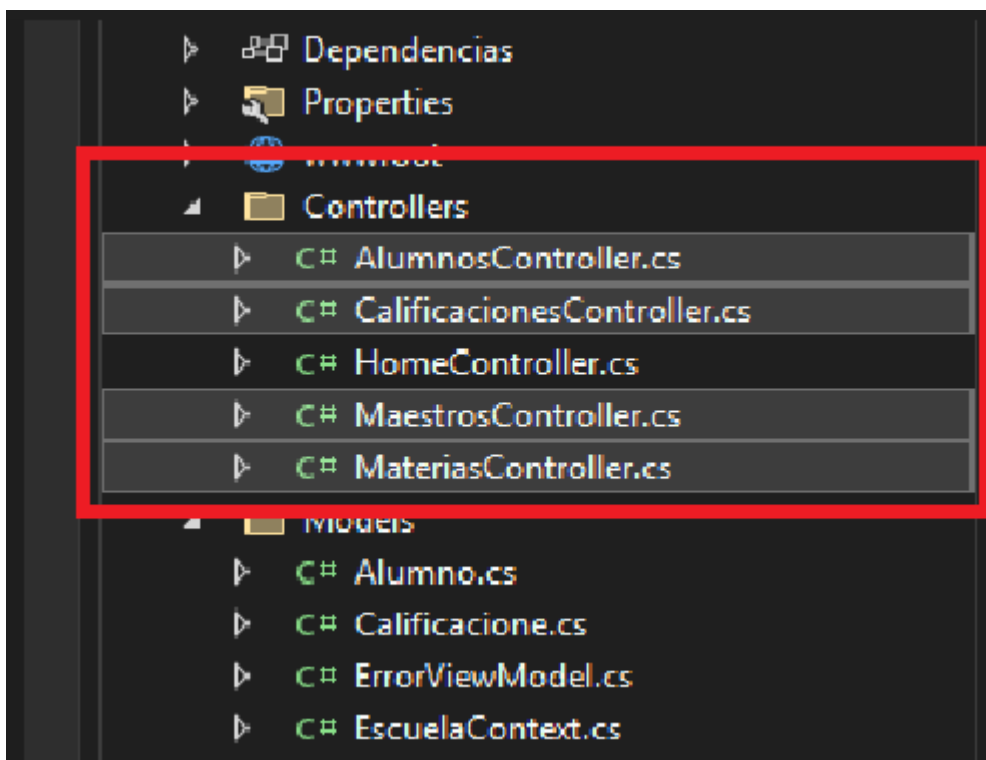 Dependencias
Properties
Controllers
C# AlumnosController.cs
C# CalificacionesController.cs
C# HomeController.cs
C# MaestrosController.cs
C# MateriasController.cs
Models
C# Alumno.cs
C# Calificacione.cs
C# ErrorViewModel.cs
C# EscuelaContext.cs